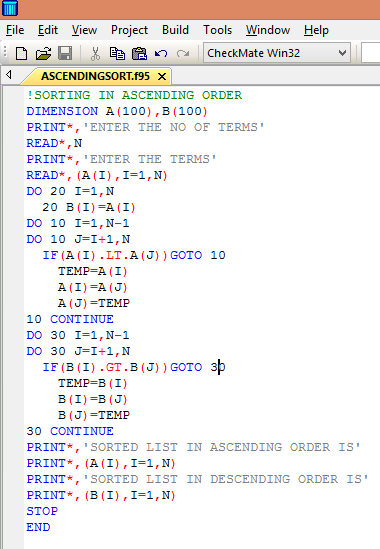 File Edit View Project Build Tools Window Help
CheckMate Win32
ASCENDINGSORT.f95
!SORTING IN ASCENDING ORDER
DIMENSION A(100),B(100)
PRINT*,'ENTER THE NO OF TERMS'
READ*,N
PRINT*,'ENTER THE TERMS'
READ*,(A(I),I=1,N)
DO 20 I=1,N
  20 B(I)=A(I)
DO 10 I=1,N-1
DO 10 J=I+1,N
  IF(A(I).LT.A(J))GOTO 10
    TEMP=A(I)
    A(I)=A(J)
    A(J)=TEMP
10 CONTINUE
DO 30 I=1,N-1
DO 30 J=I+1,N
  IF(B(I).GT.B(J))GOTO 30
    TEMP=B(I)
    B(I)=B(J)
    B(J)=TEMP
30 CONTINUE
PRINT*,'SORTED LIST IN ASCENDING ORDER IS'
PRINT*,(A(I),I=1,N)
PRINT*,'SORTED LIST IN DESCENDING ORDER IS'
PRINT*,(B(I),I=1,N)
STOP
END